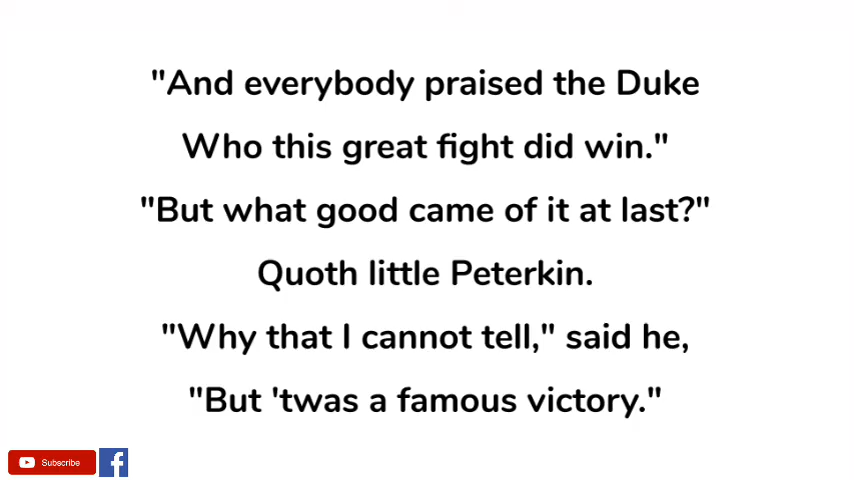 "And everybody praised the Duke
Who this great fight did win."
"But what good came of it at last?"
Quoth little Peterkin.
"Why that I cannot tell," said he,
"But 'twas a famous victory."
Subscribe